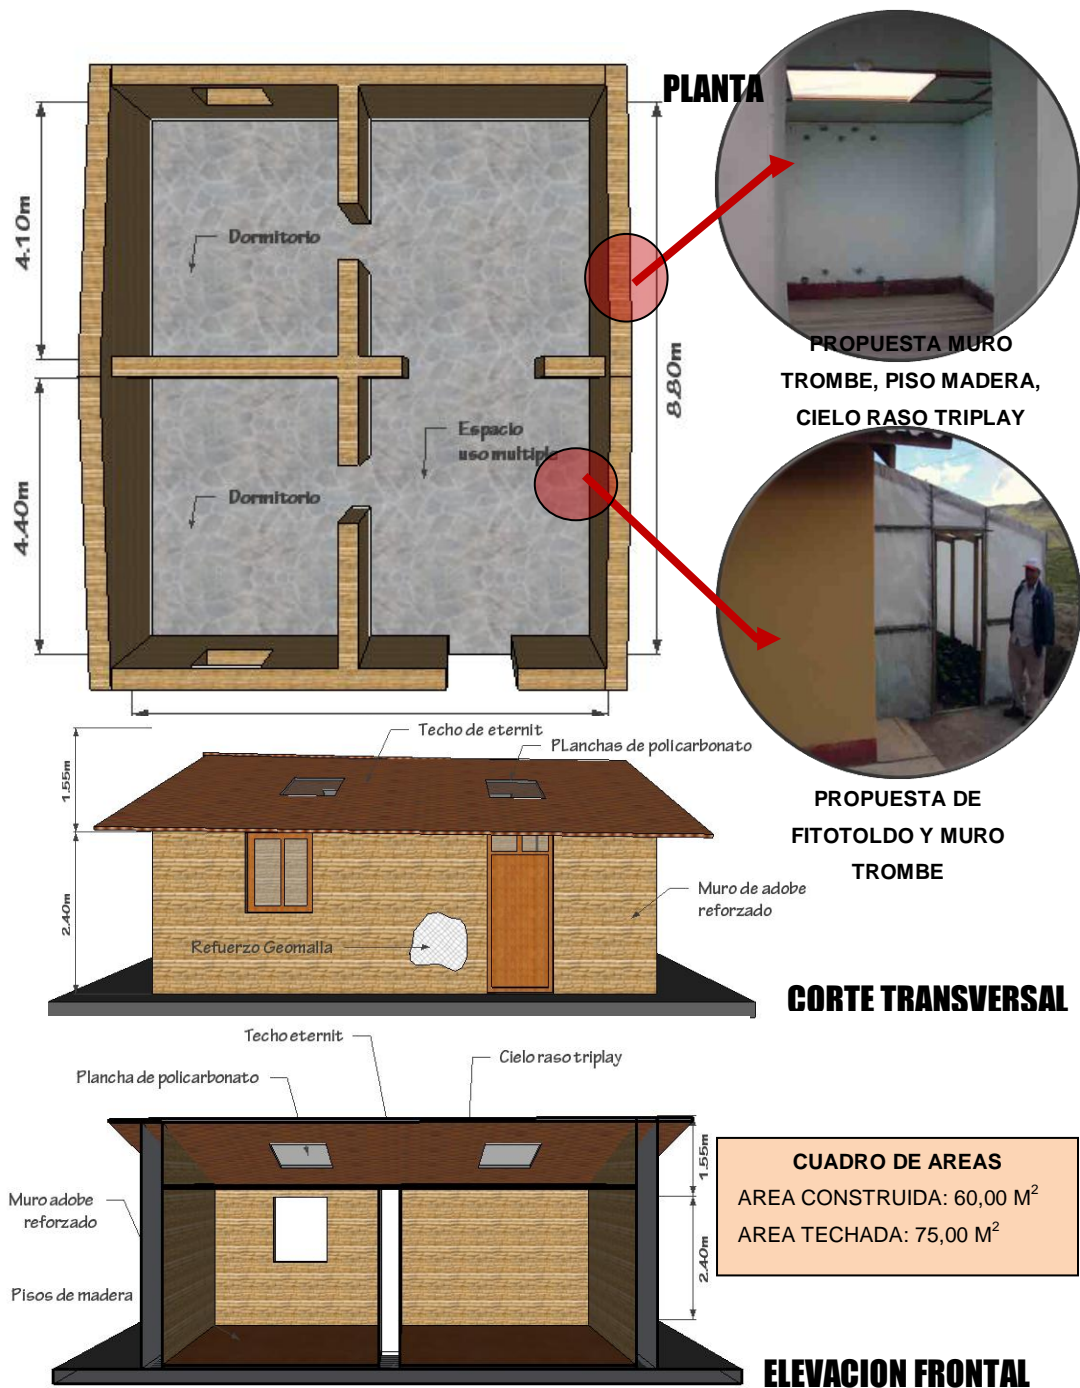 PLANTA
4.10m
Dormitorio
8.80m
PROPUESTA MURO
TROMBE, PISO MADERA,
CIELO RASO TRIPLAY
4.40m
Espacio
uso multiple
Dormitorio
PROPUESTA DE
FITOTOLDO Y MURO
TROMBE
Techo de eternit
PLanchas de policarbonato
1.55m
2.40m
Muro de adobe
reforzado
Refuerzo Geomalla
CORTE TRANSVERSAL
Techo eternit
Cielo raso triplay
Plancha de policarbonato
1.55m
Muro adobe
reforzado
2.40m
Pisos de madera
CUADRO DE AREAS
AREA CONSTRUIDA: 60,00 M²
AREA TECHADA: 75,00 M²
ELEVACION FRONTAL